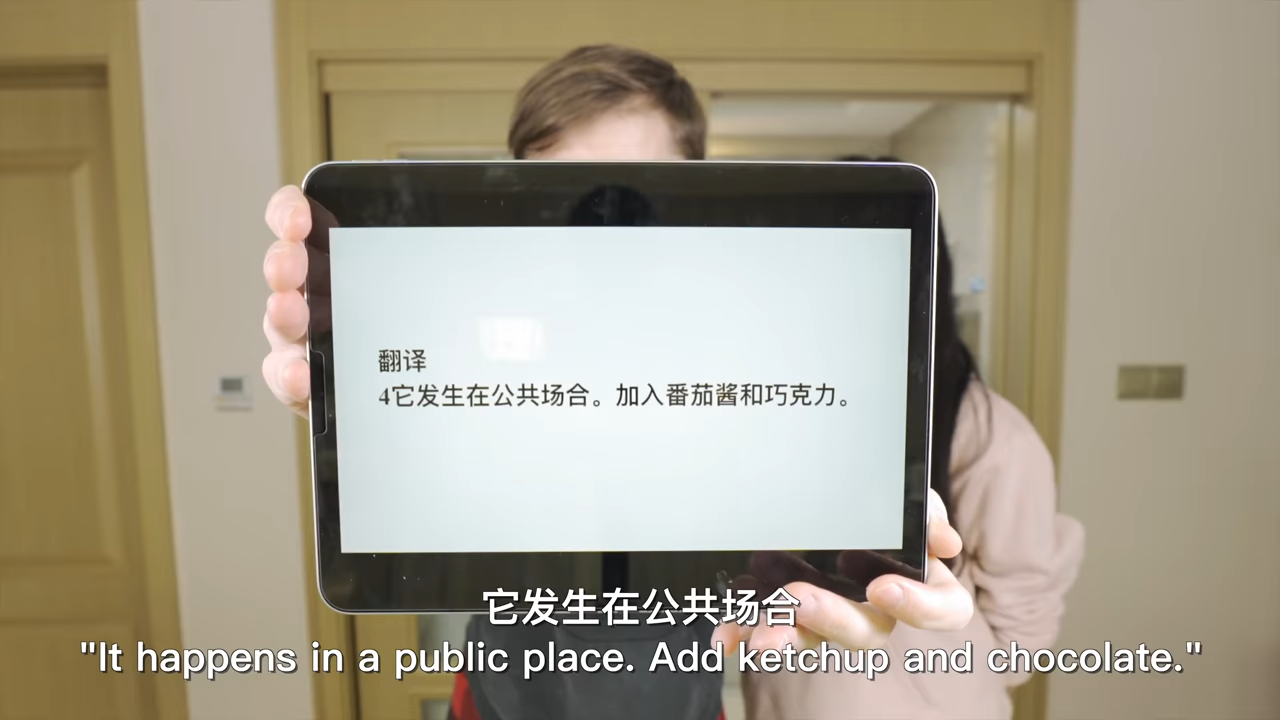 翻译
4它发生在公共场合。加入番茄酱和巧克力。
它发生在公共场合
"It happens in a public place. Add ketchup and chocolate."